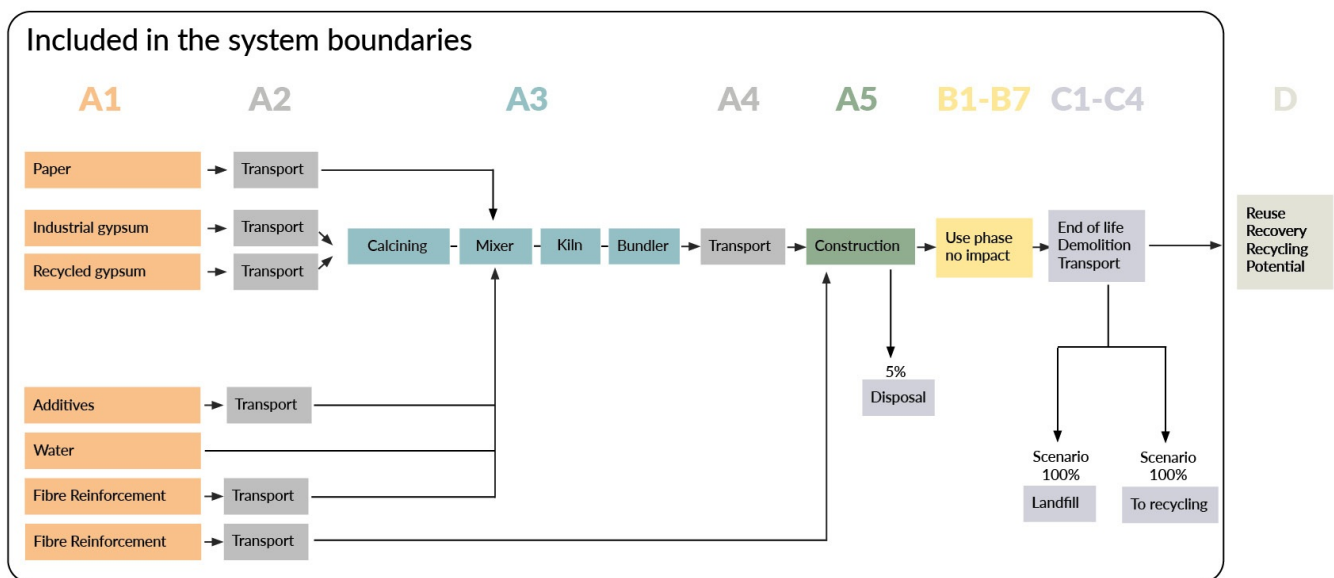 Included in the system boundaries
A1
A2
A3
A4
A5
B1-B7
C1-C4
D
Paper
Transport
Industrial gypsum
Transport
Recycled gypsum
Transport
Calcining
Mixer
Kiln
Bundler
Transport
Construction
Use phase
no impact
End of life
Demolition
Transport
Reuse
Recovery
Recycling
Potential
5%
Disposal
Additives
Transport
Water
Fibre Reinforcement
Transport
Fibre Reinforcement
Transport
Scenario
100%
Landfill
Scenario
100%
To recycling